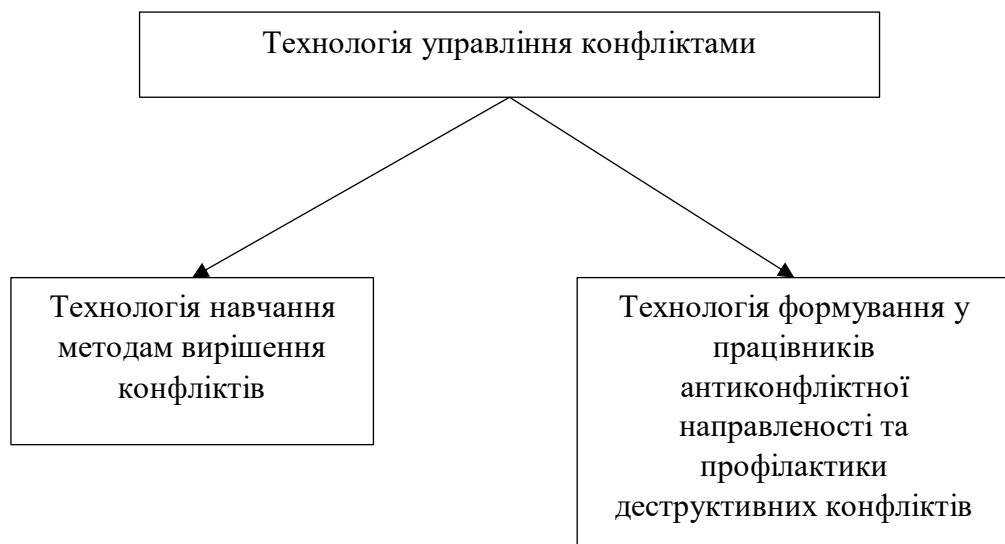 Технологія управління конфліктами
Технологія навчання
методам вирішення
конфліктів
Технологія формування у
працівників
антиконфліктної
направленості та
профілактики
деструктивних конфліктів